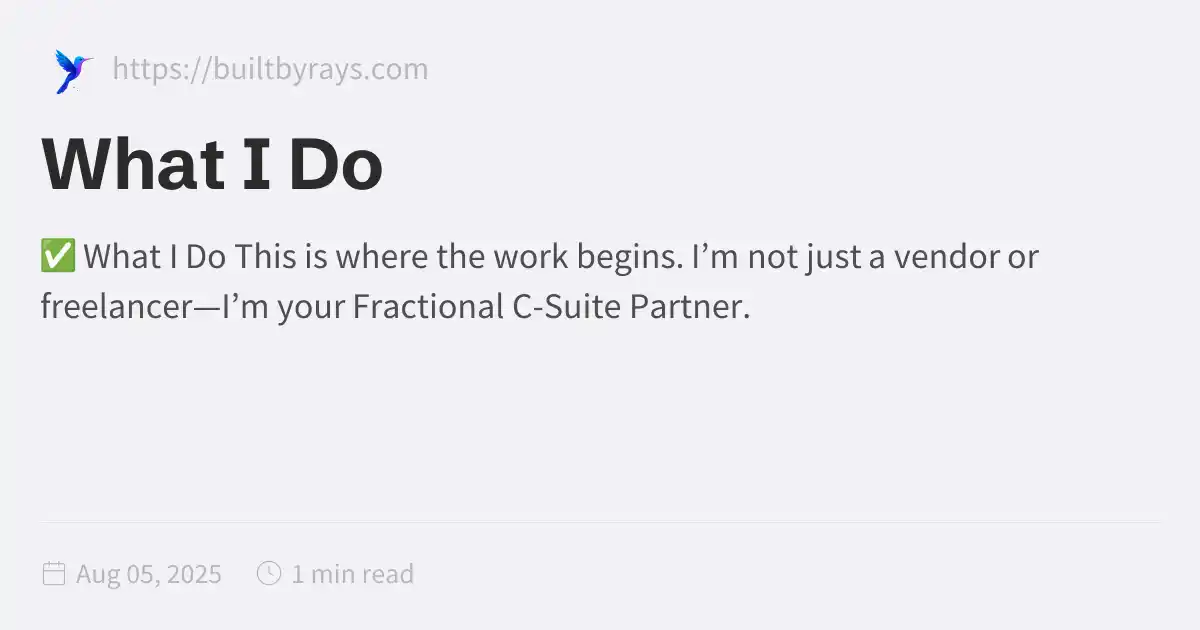 https://builtbyrays.com
What I Do
✅ What I Do This is where the work begins. I’m not just a vendor or
freelancer—I’m your Fractional C-Suite Partner.
Aug 05, 2025 1 min read